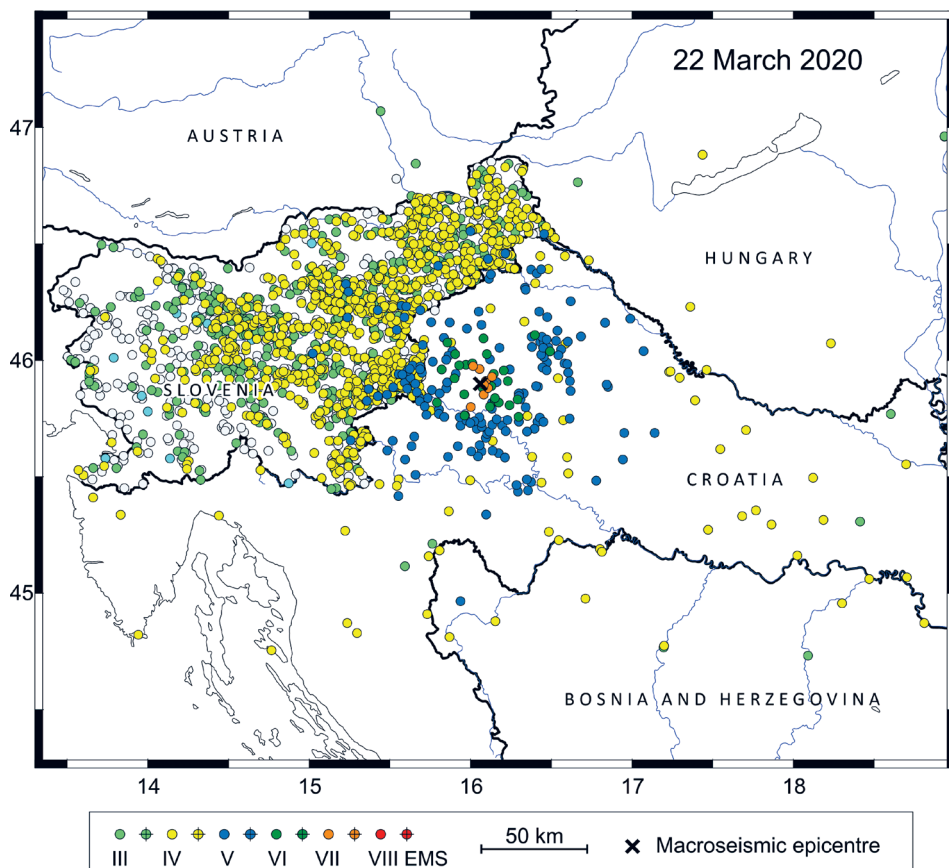 22 March 2020
47
AUSTRIA
HUNGARY
46
SLOVENIA
CROATIA
45
BOSNIA AND HERZEGOVINA
14 15 16 17 18
50 km
Macroseismic epicentre
III IV V VI VII VIII EMS